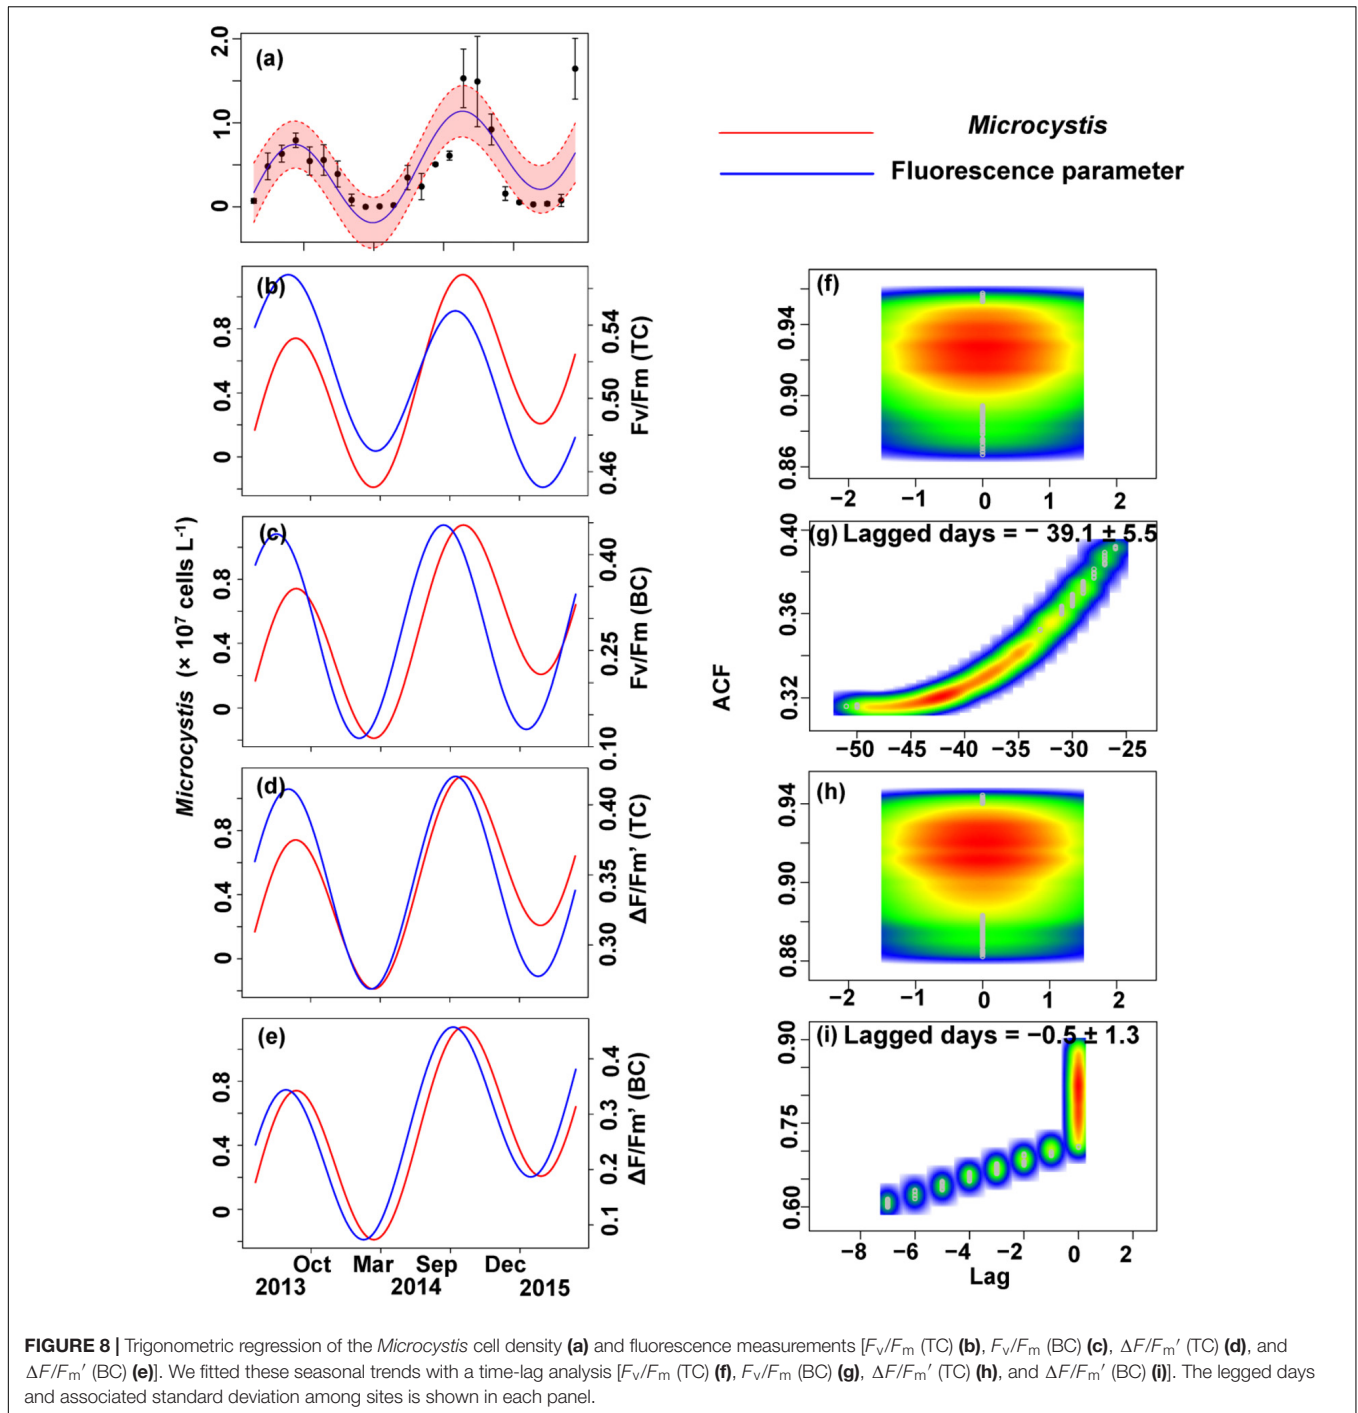 (a)
2.0
1.0
0
Microcystis
Fluorescence parameter
(b)
0.8
0.4
0
0.54
0.50
0.46
Fv/Fm (TC)
(c)
0.8
0.4
0
0.40
0.25
0.10
Fv/Fm (BC)
(d)
0.8
0.4
0
0.40
0.35
0.30
ΔF/Fm’ (TC)
(e)
0.8
0.4
0
0.4
0.3
0.2
0.1
ΔF/Fm’ (BC)
Microcystis (× 10⁷ cells L⁻¹)
Oct Mar Sep Dec
2013 2014 2015
(f)
0.94
0.90
0.86
−2 −1 0 1 2
(g) Lagged days = − 39.1 ± 5.5
0.40
0.36
0.32
−50 −45 −40 −35 −30 −25
ACF
(h)
0.94
0.90
0.86
−2 −1 0 1 2
(i) Lagged days = −0.5 ± 1.3
0.90
0.75
0.60
−8 −6 −4 −2 0 2
Lag
FIGURE 8 | Trigonometric regression of the Microcystis cell density (a) and fluorescence measurements [Fv/Fm (TC) (b), Fv/Fm (BC) (c), ΔF/Fm′ (TC) (d), and
ΔF/Fm′ (BC) (e)]. We fitted these seasonal trends with a time-lag analysis [Fv/Fm (TC) (f), Fv/Fm (BC) (g), ΔF/Fm′ (TC) (h), and ΔF/Fm′ (BC) (i)]. The legged days
and associated standard deviation among sites is shown in each panel.